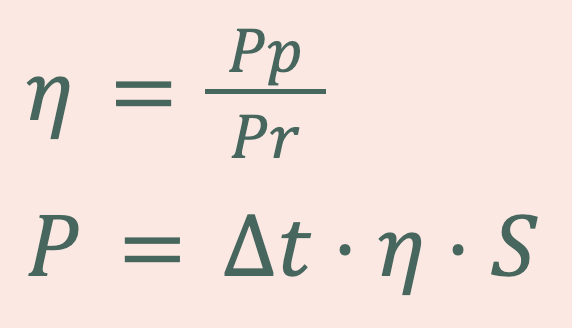 η = Pp / Pr
P = Δt · η · S